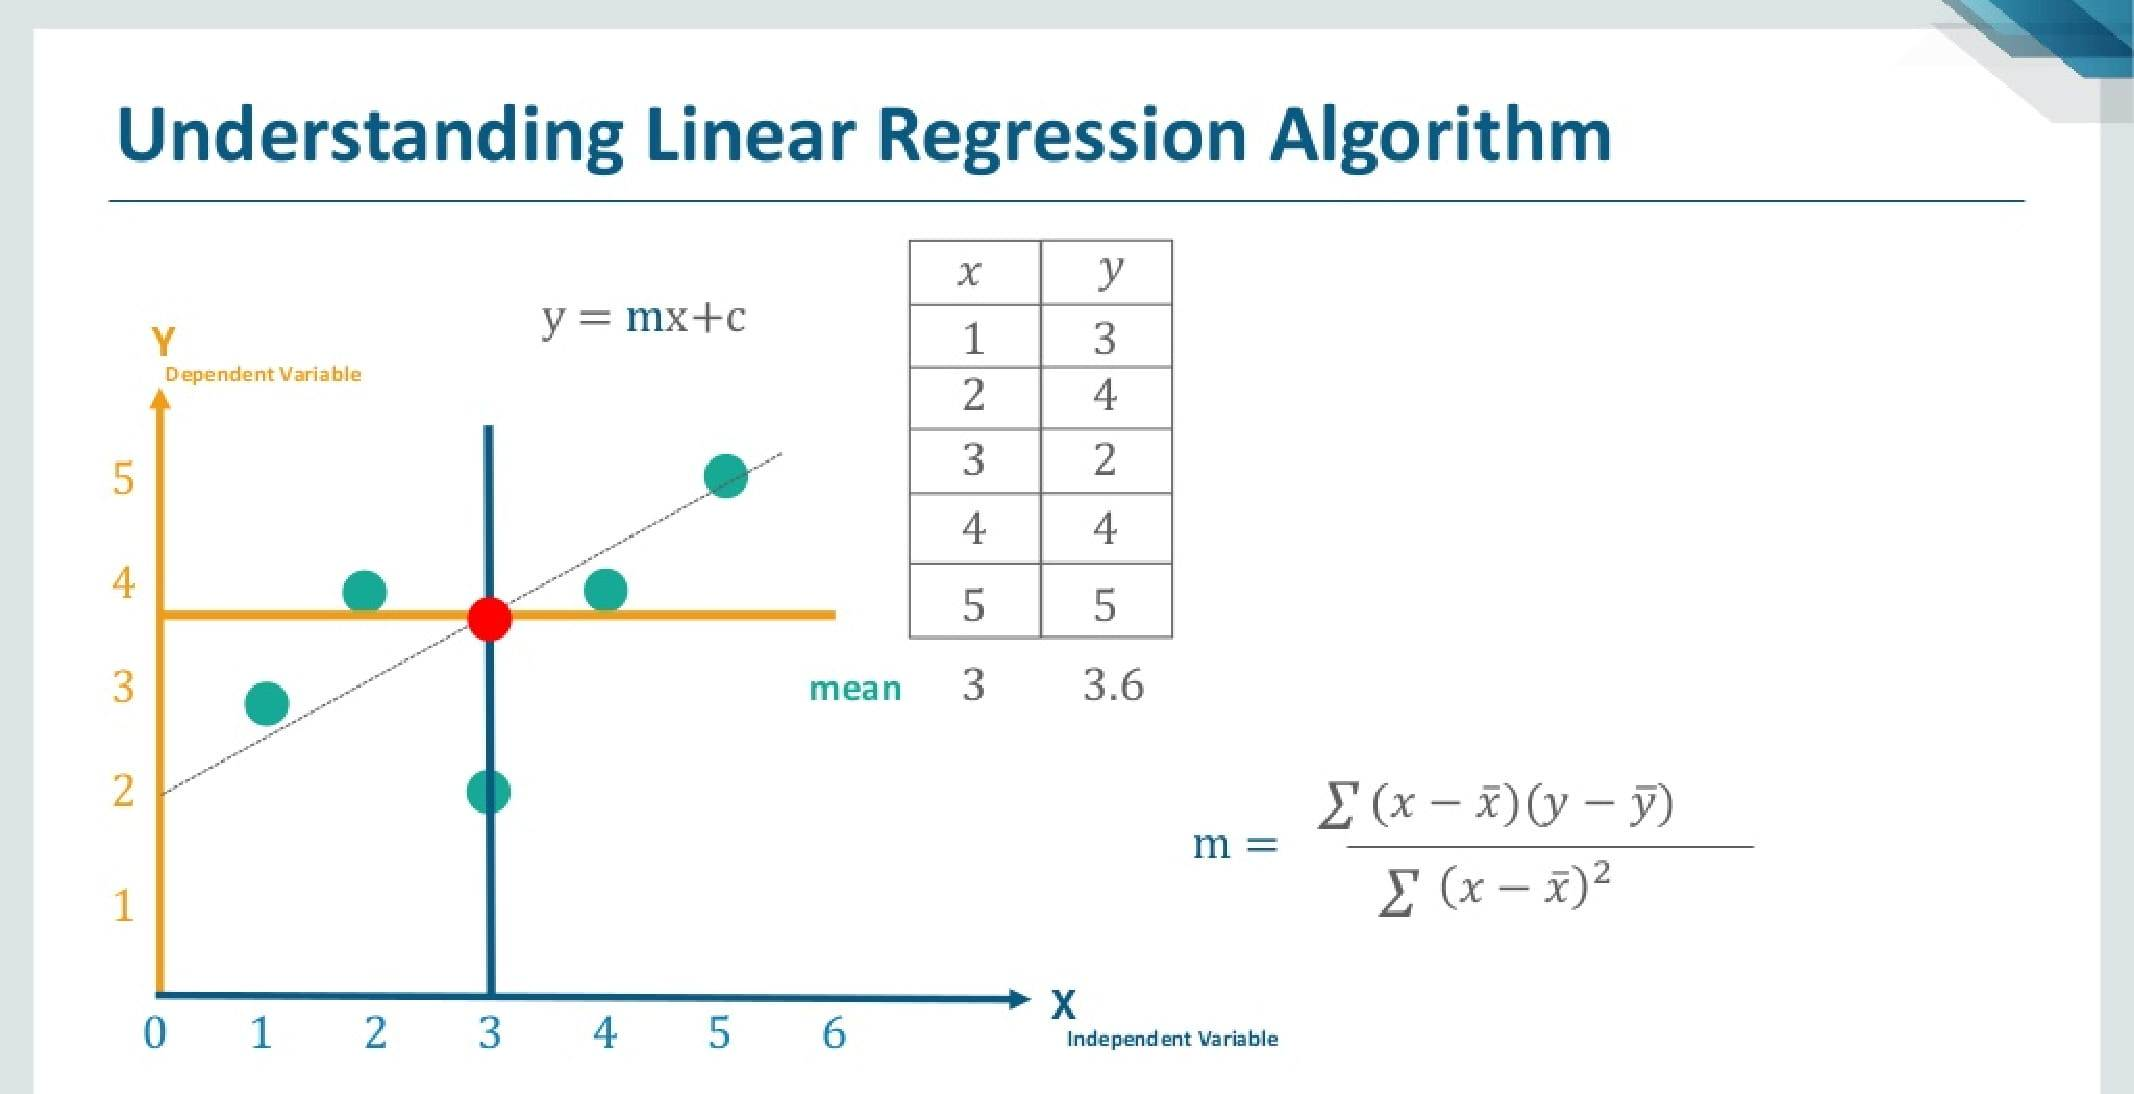 Understanding Linear Regression Algorithm
y = mx+c
Y
Dependent Variable
5
4
3
2
1
0 1 2 3 4 5 6
X
Independent Variable
x y
1 3
2 4
3 2
4 4
5 5
mean 3 3.6
m = ∑(x − x̄)(y − ȳ)
∑ (x − x̄)²